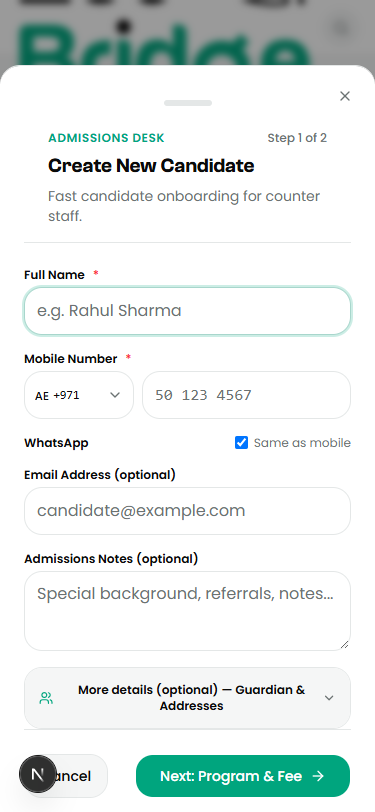 Bridge
ADMISSIONS DESK
Step 1 of 2
Create New Candidate
Fast candidate onboarding for counter
staff.
Full Name *
e.g. Rahul Sharma
Mobile Number *
AE +971
50 123 4567
WhatsApp
Same as mobile
Email Address (optional)
candidate@example.com
Admissions Notes (optional)
Special background, referrals, notes...
More details (optional) — Guardian &
Addresses
N
ancel
Next: Program & Fee →